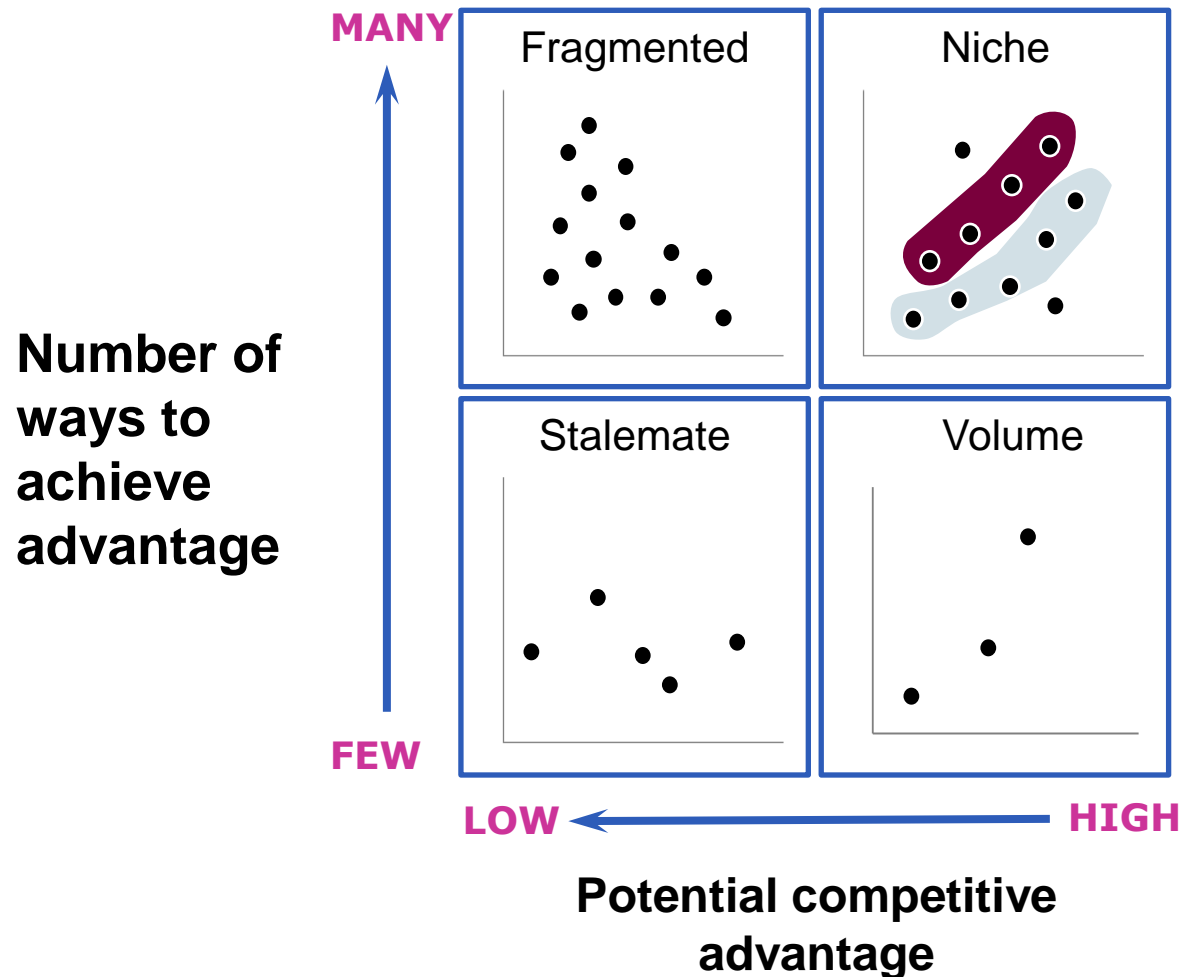 MANY
Fragmented
Niche
Number of
ways to
achieve
advantage
Stalemate
Volume
FEW
LOW
HIGH
Potential competitive
advantage